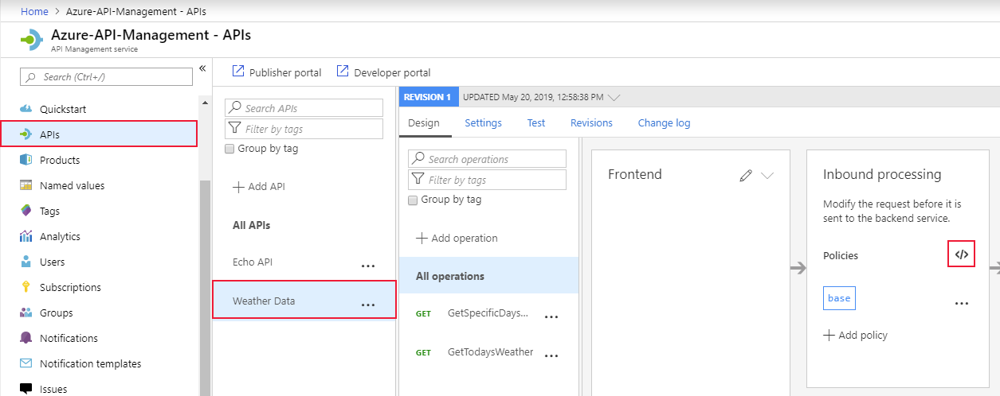 Home > Azure-API-Management - APIs
Azure-API-Management - APIs
API Management service
Search (Ctrl+/)
«
Quickstart
APIs
Products
Named values
Tags
Analytics
Users
Subscriptions
Groups
Notifications
Notification templates
Issues
Publisher portal
Developer portal
Search APIs
Filter by tags
Group by tag
+ Add API
All APIs
Echo API ...
Weather Data ...
REVISION 1 UPDATED May 20, 2019, 12:58:38 PM
Design Settings Test Revisions Change log
Search operations
Filter by tags
Group by tag
+ Add operation
All operations
GET GetSpecificDays... ...
GET GetTodaysWeather ...
Frontend
Inbound processing
Modify the request before it is
sent to the backend service.
Policies </>
base ...
+ Add policy